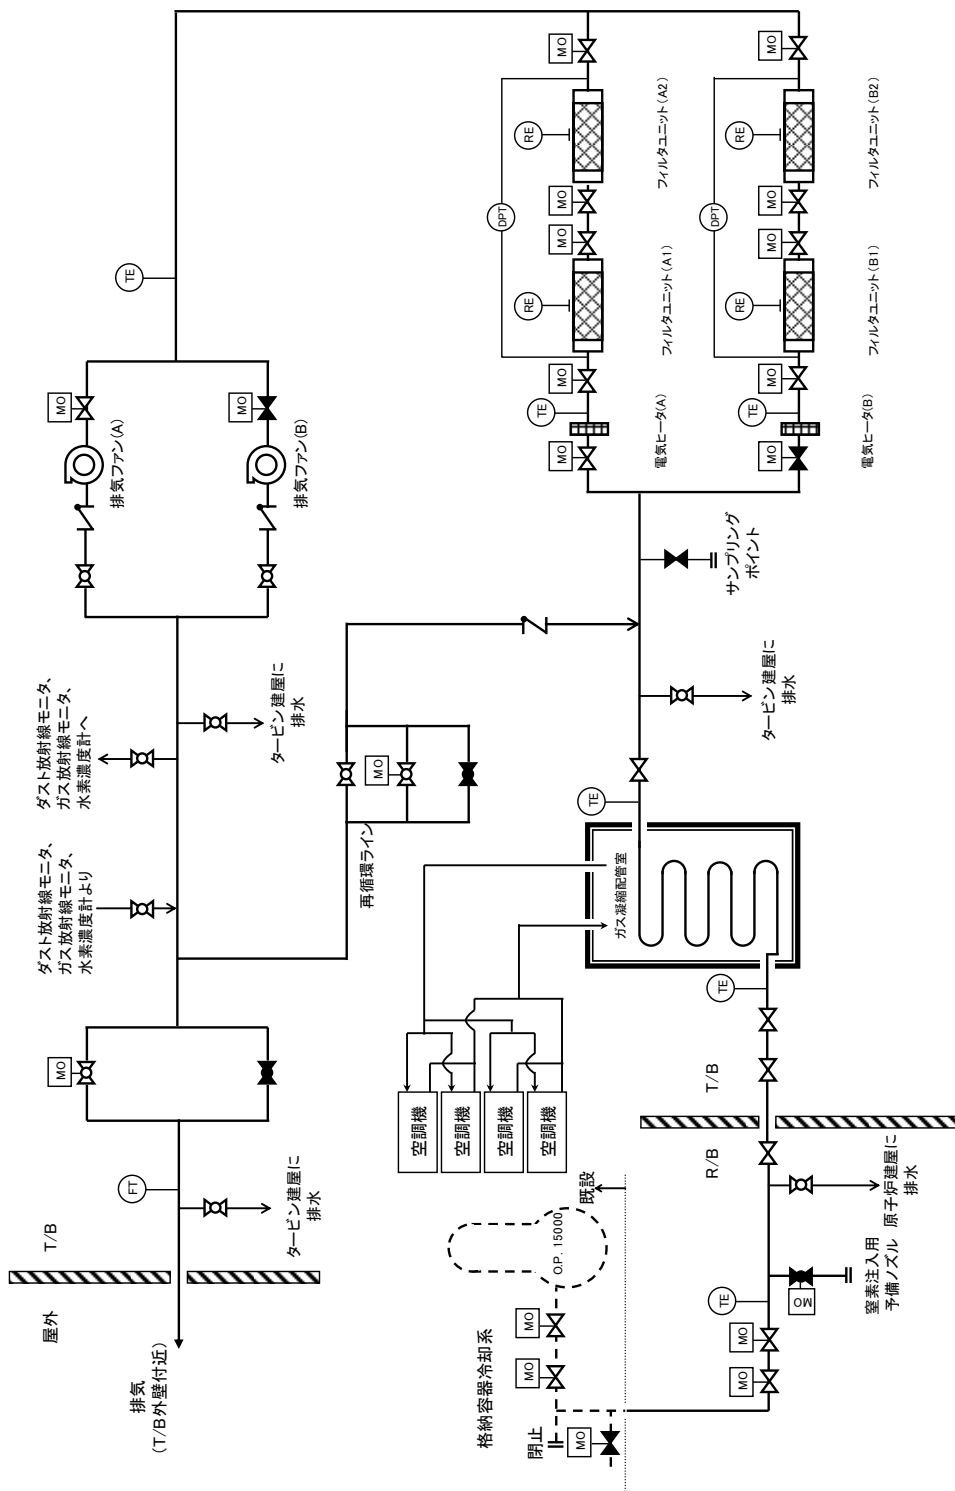 MO
MO
DPT
DPT
RE
RE
フィルタユニット(A2)
フィルタユニット(B2)
MO
MO
MO
MO
RE
RE
フィルタユニット(A1)
フィルタユニット(B1)
MO
MO
TE
TE
MO
MO
電気ヒータ(A)
電気ヒータ(B)
TE
MO
MO
排気ファン(A)
排気ファン(B)
サンプリング
ポイント
タービン建屋に
排水
ダスト放射線モニタ、
ガス放射線モニタ、
水素濃度計へ
タービン建屋に
排水
MO
再循環ライン
ダスト放射線モニタ、
ガス放射線モニタ、
水素濃度計より
TE
ガス凝縮配管室
TE
MO
空調機
空調機
空調機
空調機
T/B
R/B
FT
タービン建屋に
排水
T/B
屋外
排気
(T/B外壁付近)
既設
O.P. 15000
原子炉建屋に
排水
窒素注入用
予備ノズル
MO
TE
MO
MO
MO
MO
格納容器冷却系
閉止
MO